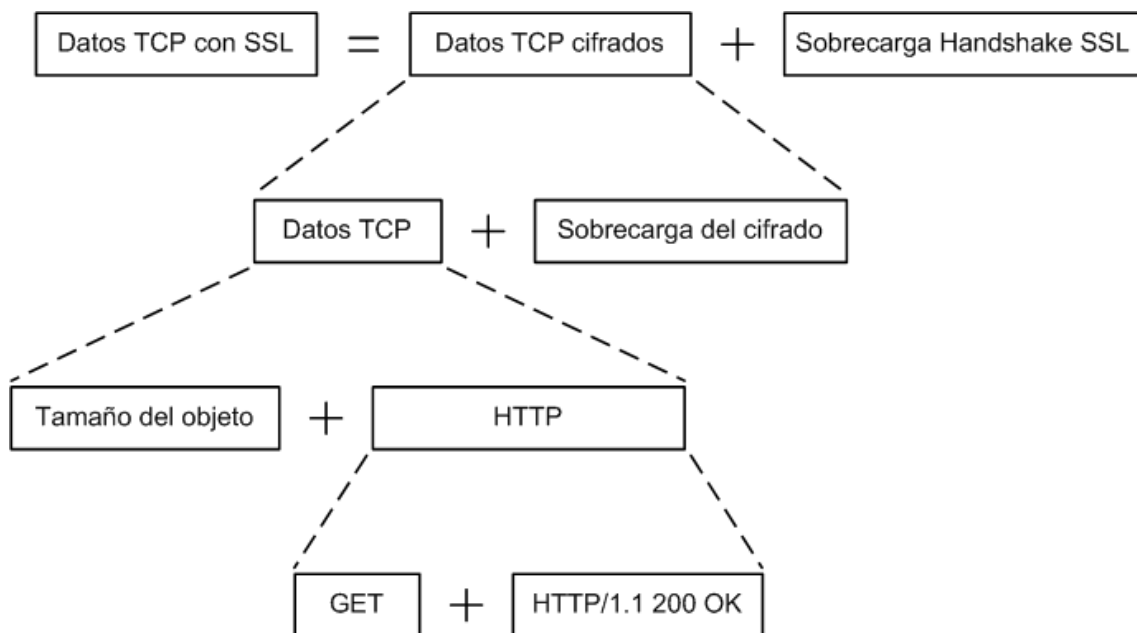 Datos TCP con SSL = Datos TCP cifrados + Sobrecarga Handshake SSL
Datos TCP + Sobrecarga del cifrado
Tamaño del objeto + HTTP
GET + HTTP/1.1 200 OK